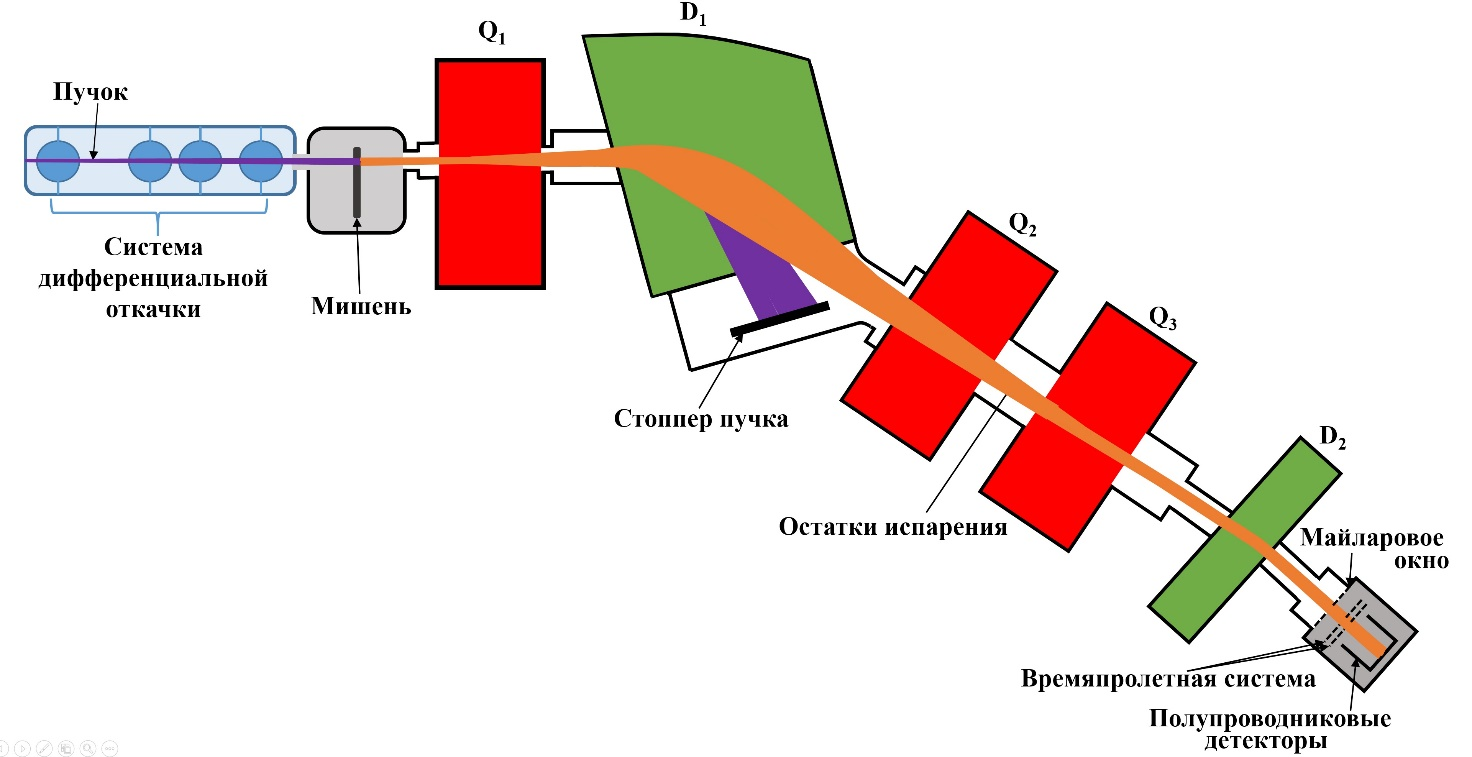 D₁
Q₁
Пучок
Q₂
Система
дифференциальной
откачки
Мишень
Q₃
Стоппер пучка
D₂
Остатки испарения
Майларовое
окно
Времяпролетная система
Полупроводниковые
детекторы